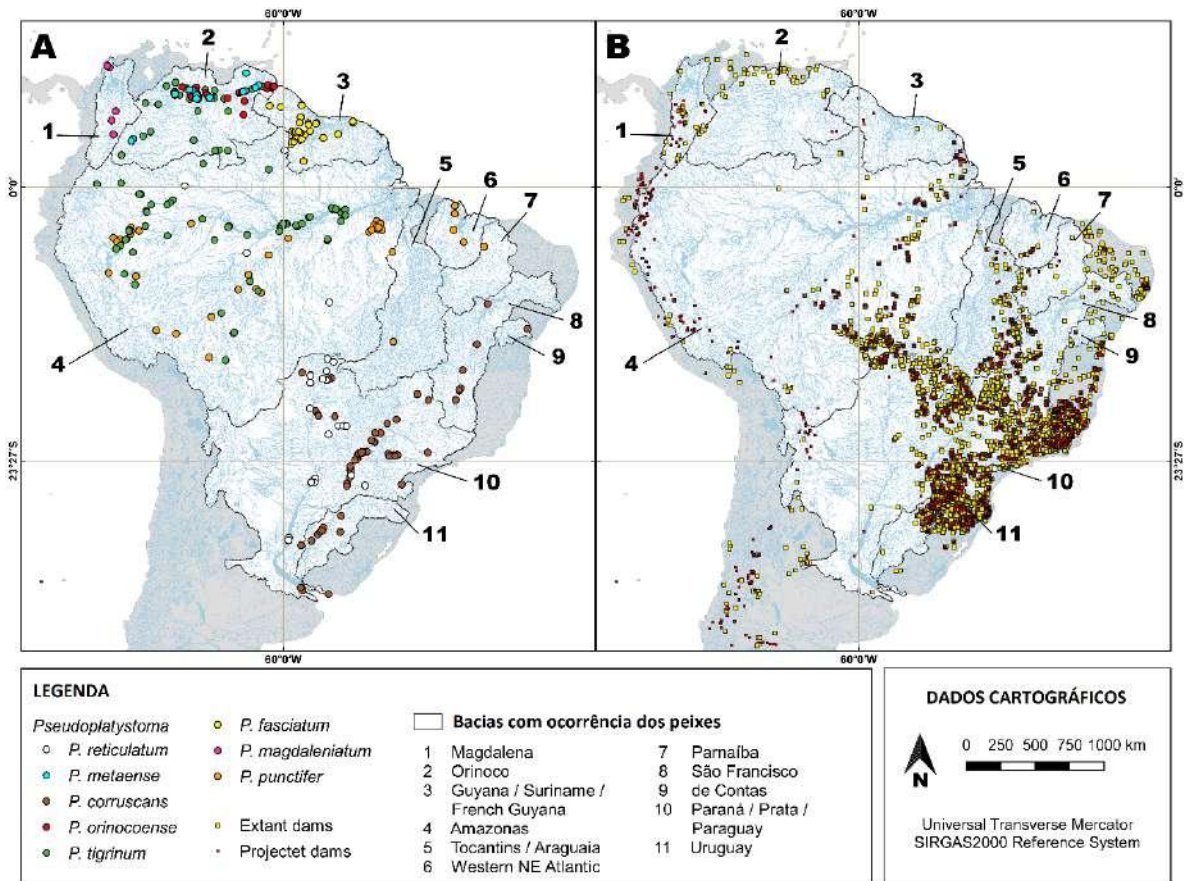 A
B
60°0'W
60°0'W
1
2
3
4
5
6
7
8
9
10
11
1
2
3
4
5
6
7
8
9
10
11
0°0'
0°0'
23°27'S
23°27'S
60°0'W
60°0'W
LEGENDA
Pseudoplatystoma
P. reticulatum
P. metaense
P. corruscans
P. orinocoense
P. tigrinum
P. fasciatum
P. magdaleniatum
P. punctifer
Extant dams
Projectet dams
Bacias com ocorrência dos peixes
1 Magdalena
2 Orinoco
3 Guyana / Suriname /
French Guyana
4 Amazonas
5 Tocantins / Araguaia
6 Western NE Atlantic
7 Parnaíba
8 São Francisco
9 de Contas
10 Paraná / Prata /
Paraguay
11 Uruguay
DADOS CARTOGRÁFICOS
N
0 250 500 750 1000 km
Universal Transverse Mercator
SIRGAS2000 Reference System